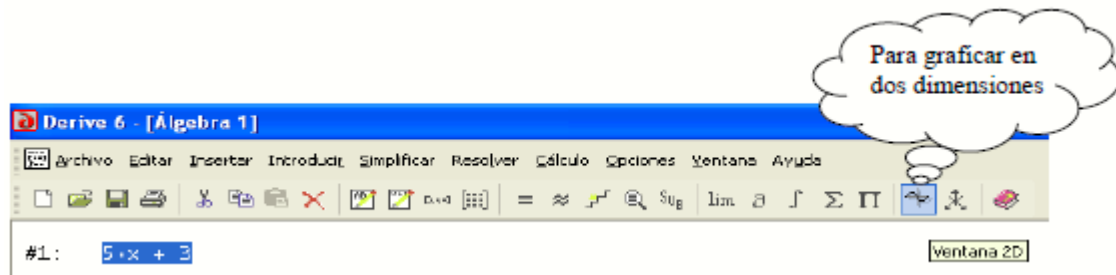 Para graficar en
dos dimensiones
Derive 6 - [Álgebra 1]
Archivo Editar Insertar Introducir Simplificar Resolver Cálculo Opciones Ventana Ayuda
= ≈ SUB lim ∂ ∫ Σ Π
#1: 5·x + 3
Ventana 2D